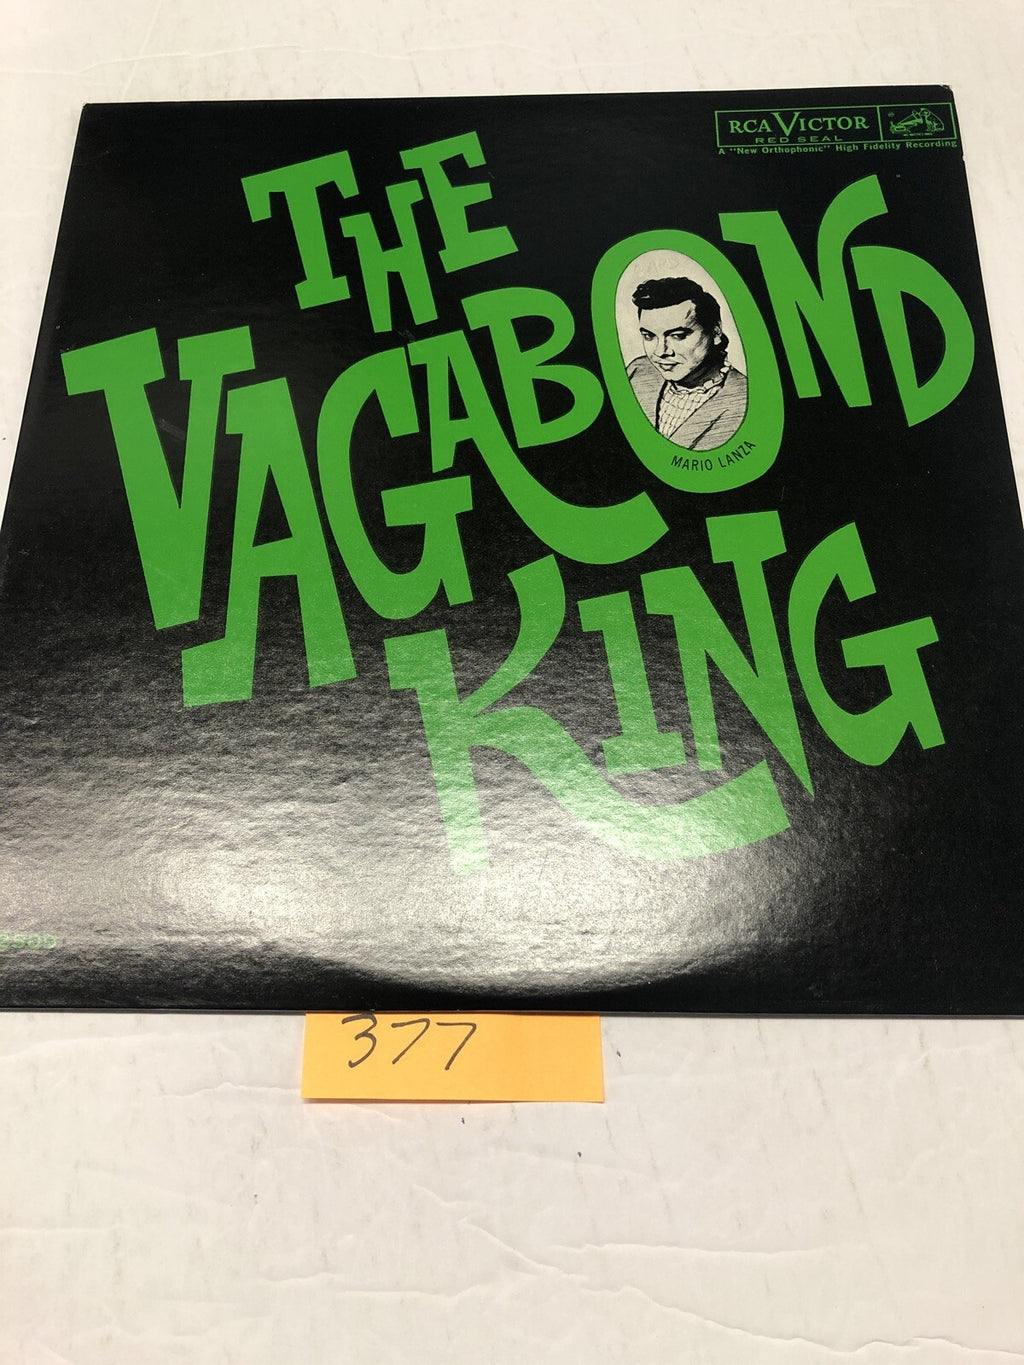 RCA VICTOR
RED SEAL
A "New Orthophonic" High Fidelity Recording
THE
VAGABOND
MARIO LANZA
KING
377